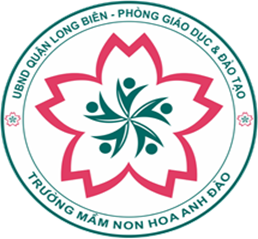 UBND QUẬN LONG BIÊN - PHÒNG GIÁO DỤC & ĐÀO TẠO
TRƯỜNG MẦM NON HOA ANH ĐÀO